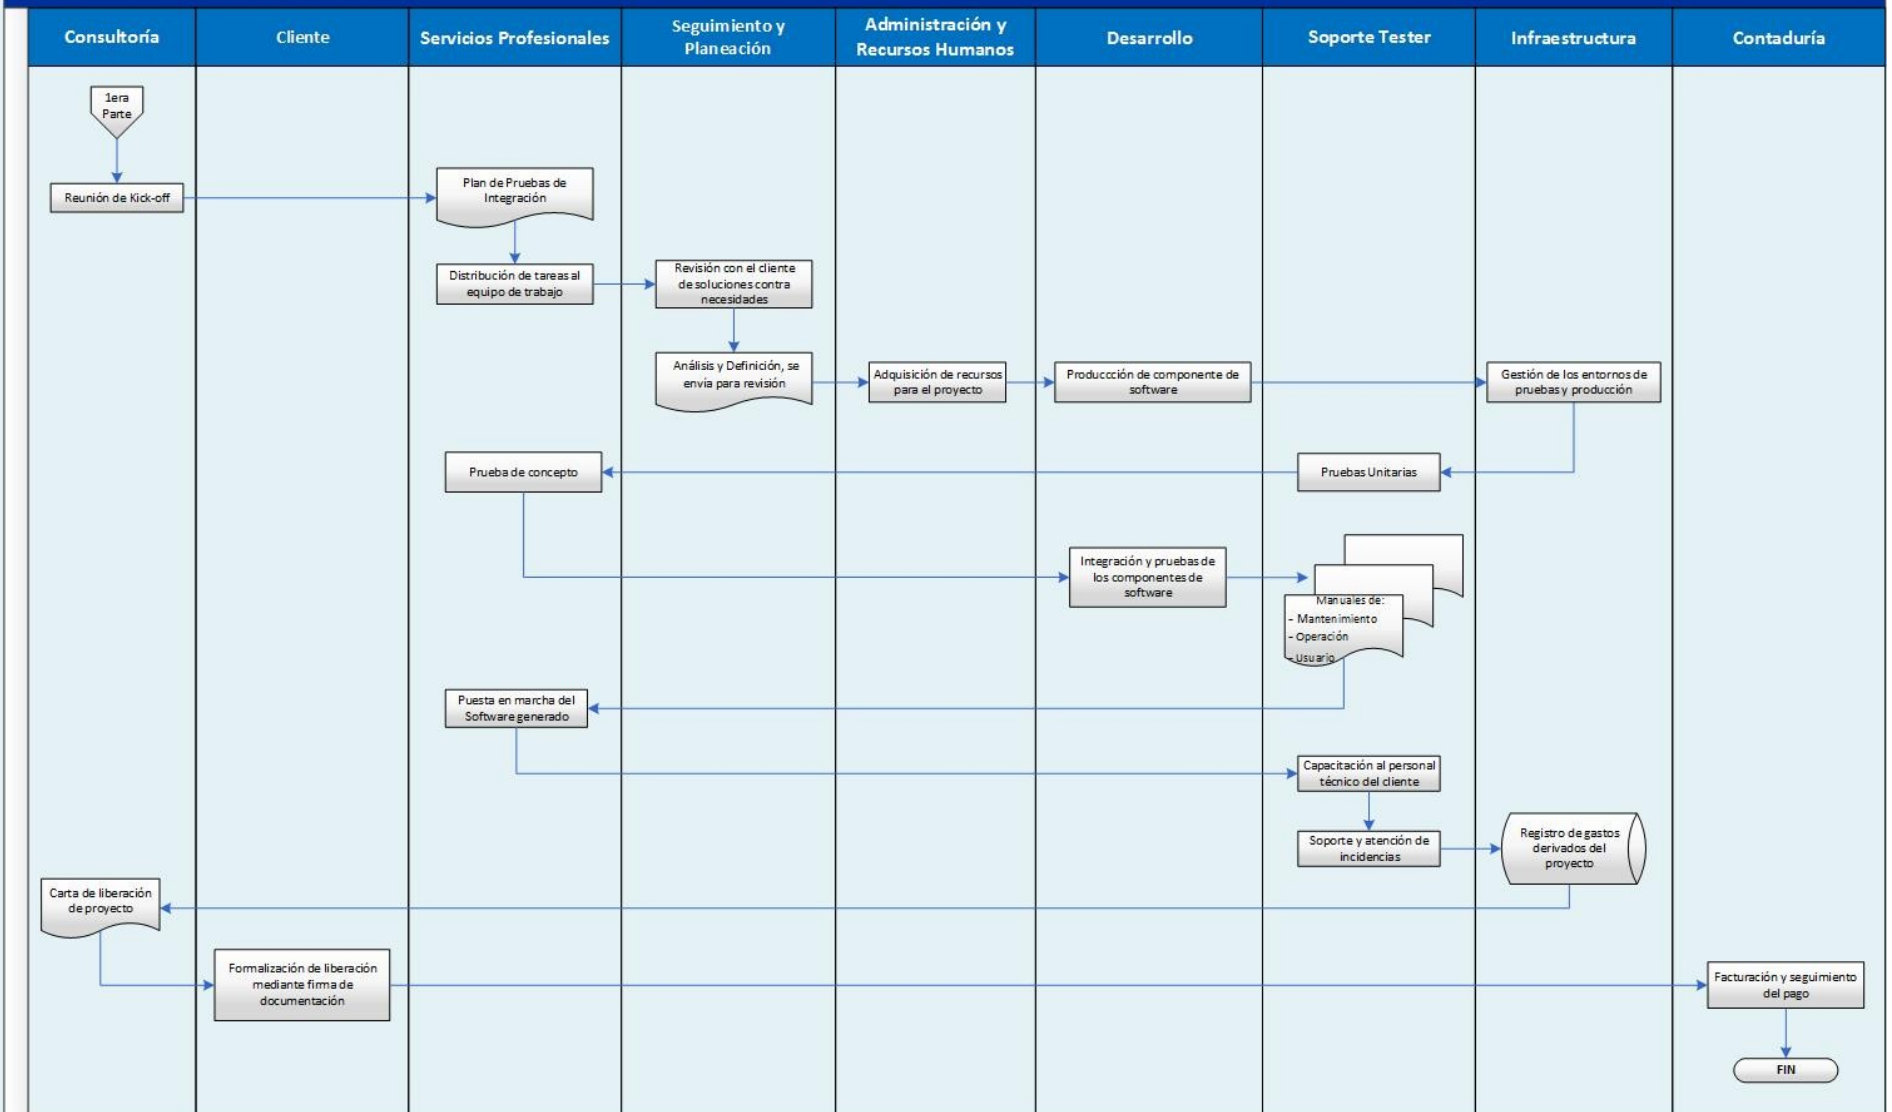 Consultoría
Cliente
Servicios Profesionales
Seguimiento y
Planeación
Administración y
Recursos Humanos
Desarrollo
Soporte Tester
Infraestructura
Contaduría
1era
Parte
Reunión de Kick-off
Plan de Pruebas de
Integración
Distribución de tareas al
equipo de trabajo
Revisión con el cliente
de soluciones contra
necesidades
Análisis y Definición, se
envía para revisión
Adquisición de recursos
para el proyecto
Produccción de componente de
software
Gestión de los entornos de
pruebas y producción
Prueba de concepto
Pruebas Unitarias
Integración y pruebas de
los componentes de
software
Manuales de:
- Mantenimiento
- Operación
- Usuario
Puesta en marcha del
Software generado
Capacitación al personal
técnico del cliente
Soporte y atención de
incidencias
Registro de gastos
derivados del
proyecto
Carta de liberación
de proyecto
Formalización de liberación
mediante firma de
documentación
Facturación y seguimiento
del pago
FIN